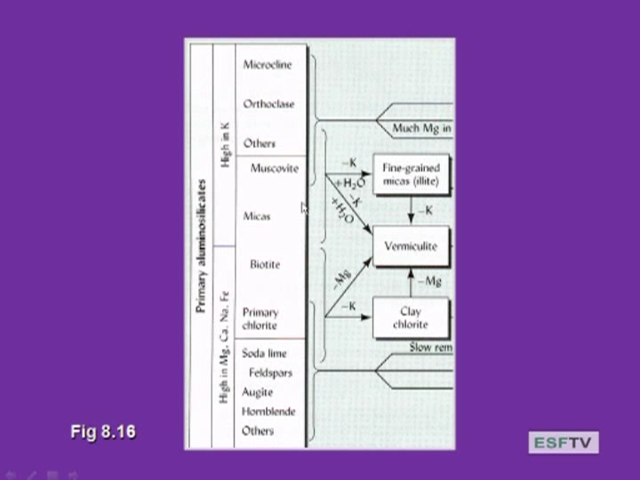 Primary aluminosilicates
High in K
High in Mg, Ca, Na, Fe
Microcline
Orthoclase
Others
Muscovite
Micas
Biotite
Primary
chlorite
Soda lime
Feldspars
Augite
Hornblende
Others
Much Mg in
−K
+H₂O
−K
+H₂O
Fine-grained
micas (illite)
−K
Vermiculite
−Mg
−Mg
−K
Clay
chlorite
Slow rem
Fig 8.16
ESFTV